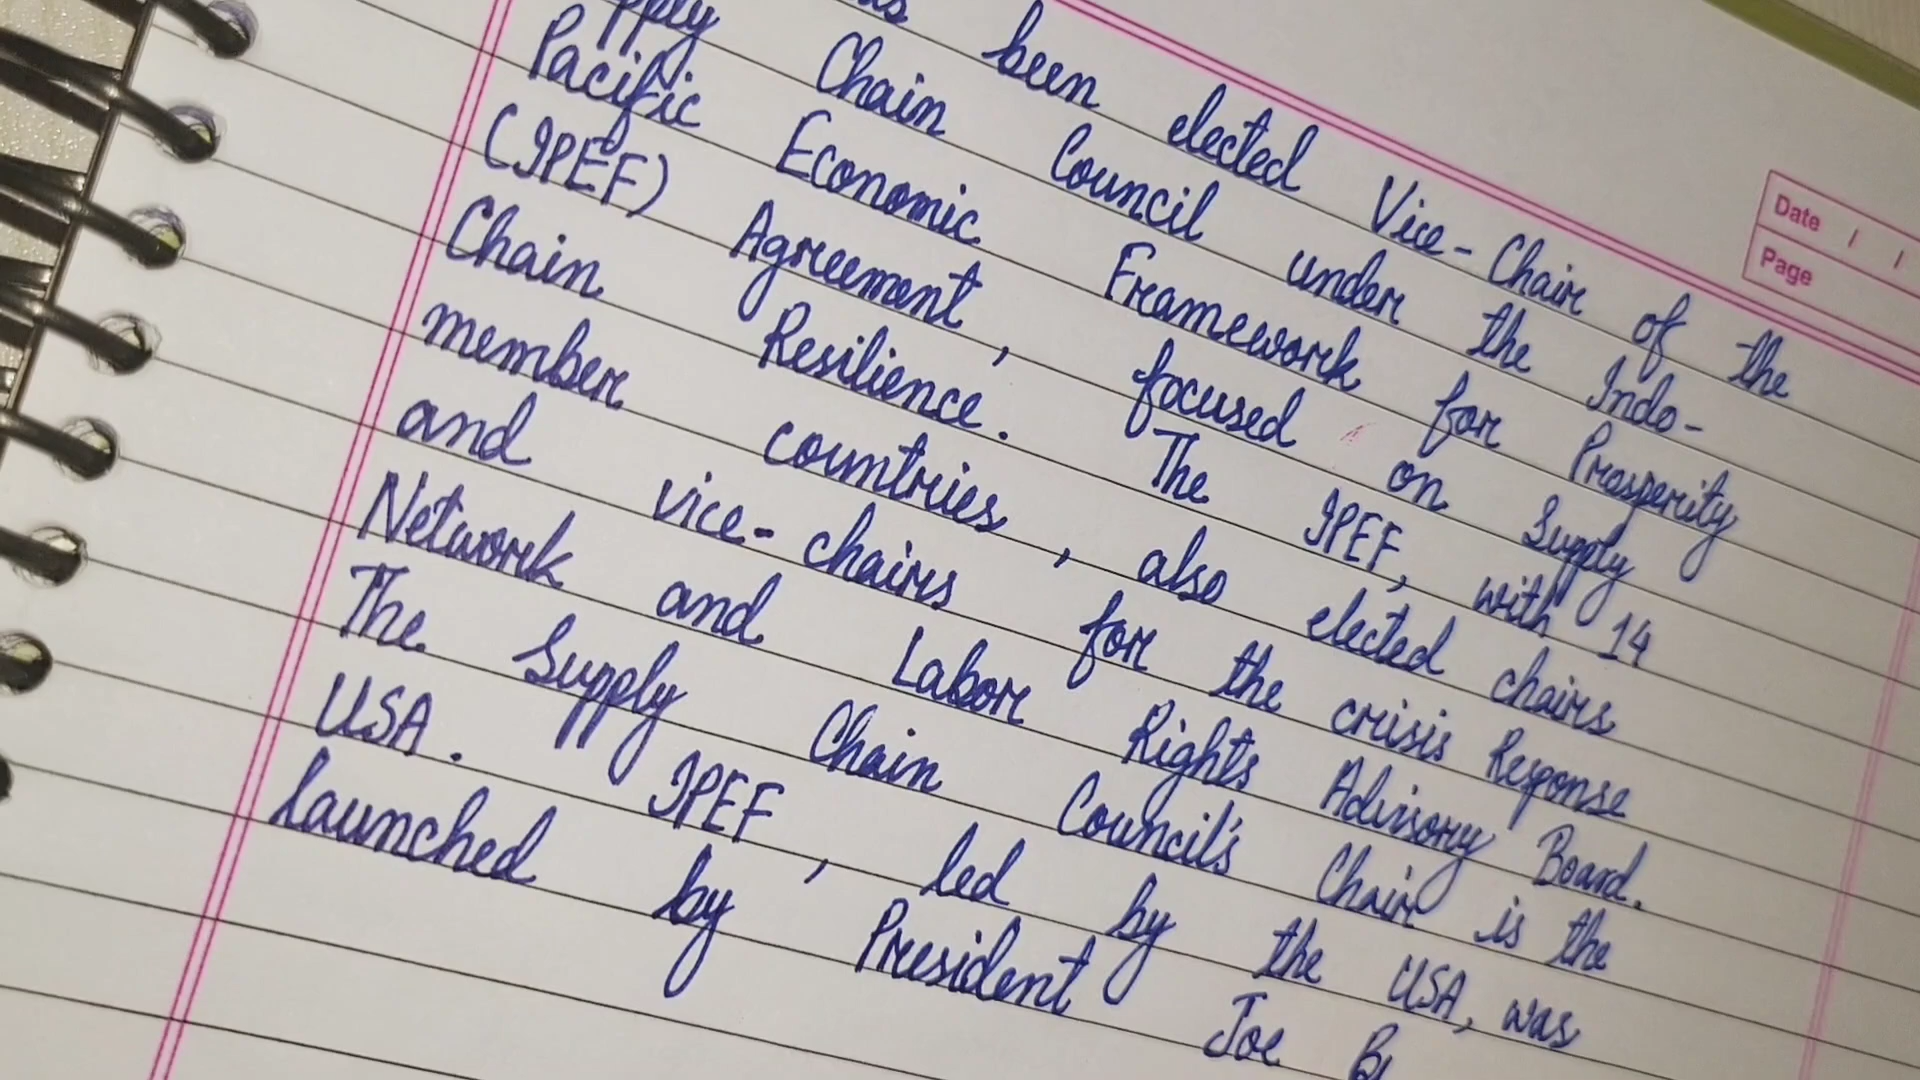 been elected Vice-Chair of the
Chain Council under the Indo-
Pacific Economic Framework for Prosperity
(IPEF) Agreement, focused on Supply
Chain Resilience. The IPEF, with 14
member countries, also elected chairs
and vice-chairs for the crisis Response
Network and Labor Rights Advisory Board.
The Supply Chain Council's Chair is the
USA. IPEF, led by the USA, was
launched by President Joe
Date / /
Page